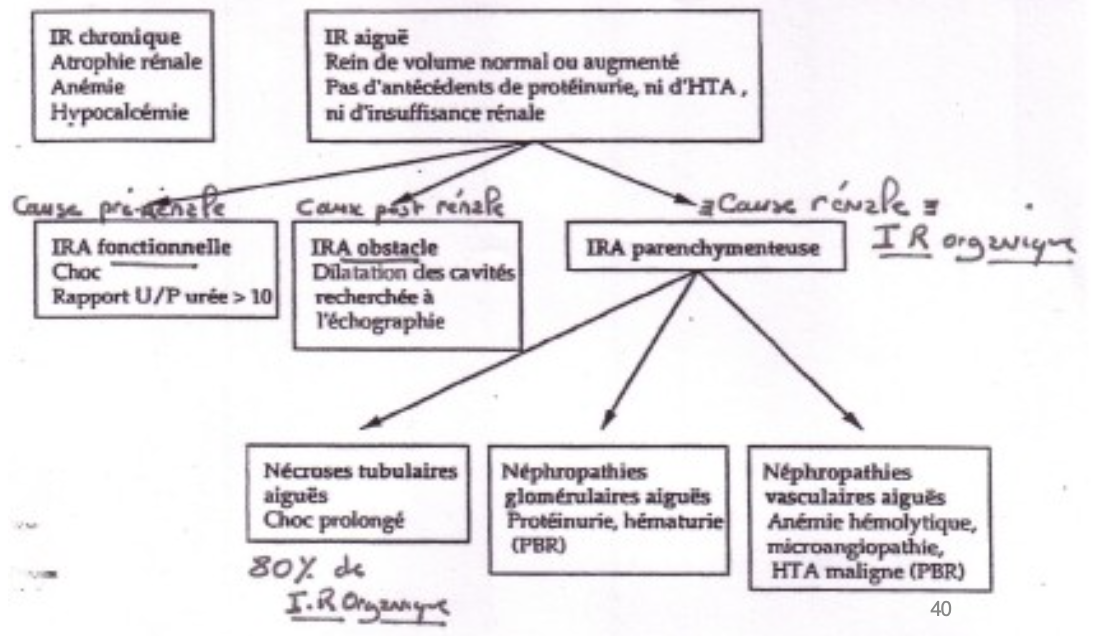 IR chronique
Atrophie rénale
Anémie
Hypocalcémie
IR aiguë
Rein de volume normal ou augmenté
Pas d'antécédents de protéinurie, ni d'HTA ,
ni d'insuffisance rénale
Cause pré-rénale
Cause post rénale
Cause rénale =
IR organique
IRA fonctionnelle
Choc
Rapport U/P urée > 10
IRA obstacle
Dilatation des cavités
recherchée à
l'échographie
IRA parenchymenteuse
Nécroses tubulaires
aiguës
Choc prolongé
80% de
I.R Organique
Néphropathies
glomérulaires aiguës
Protéinurie, hématurie
(PBR)
Néphropathies
vasculaires aiguës
Anémie hémolytique,
microangiopathie,
HTA maligne (PBR)
40